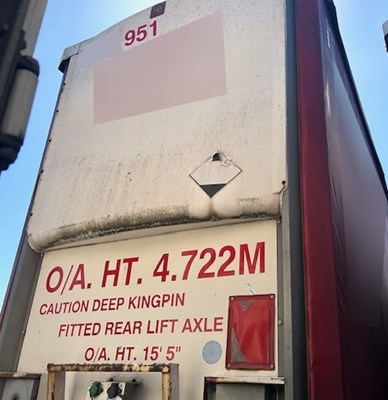 951
O/A. HT. 4.722M
CAUTION DEEP KINGPIN
FITTED REAR LIFT AXLE
O/A. HT. 15' 5"